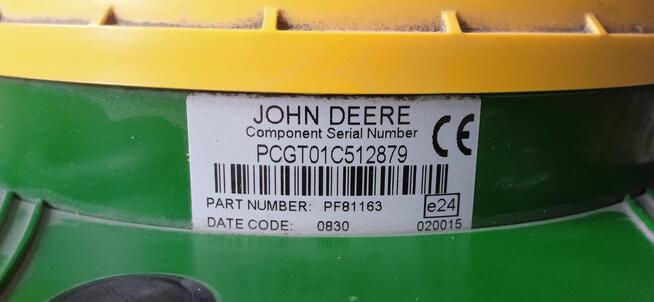 JOHN DEERE
Component Serial Number
CE
PCGT01C512879
PART NUMBER: PF81163 e24
DATE CODE: 0830 020015